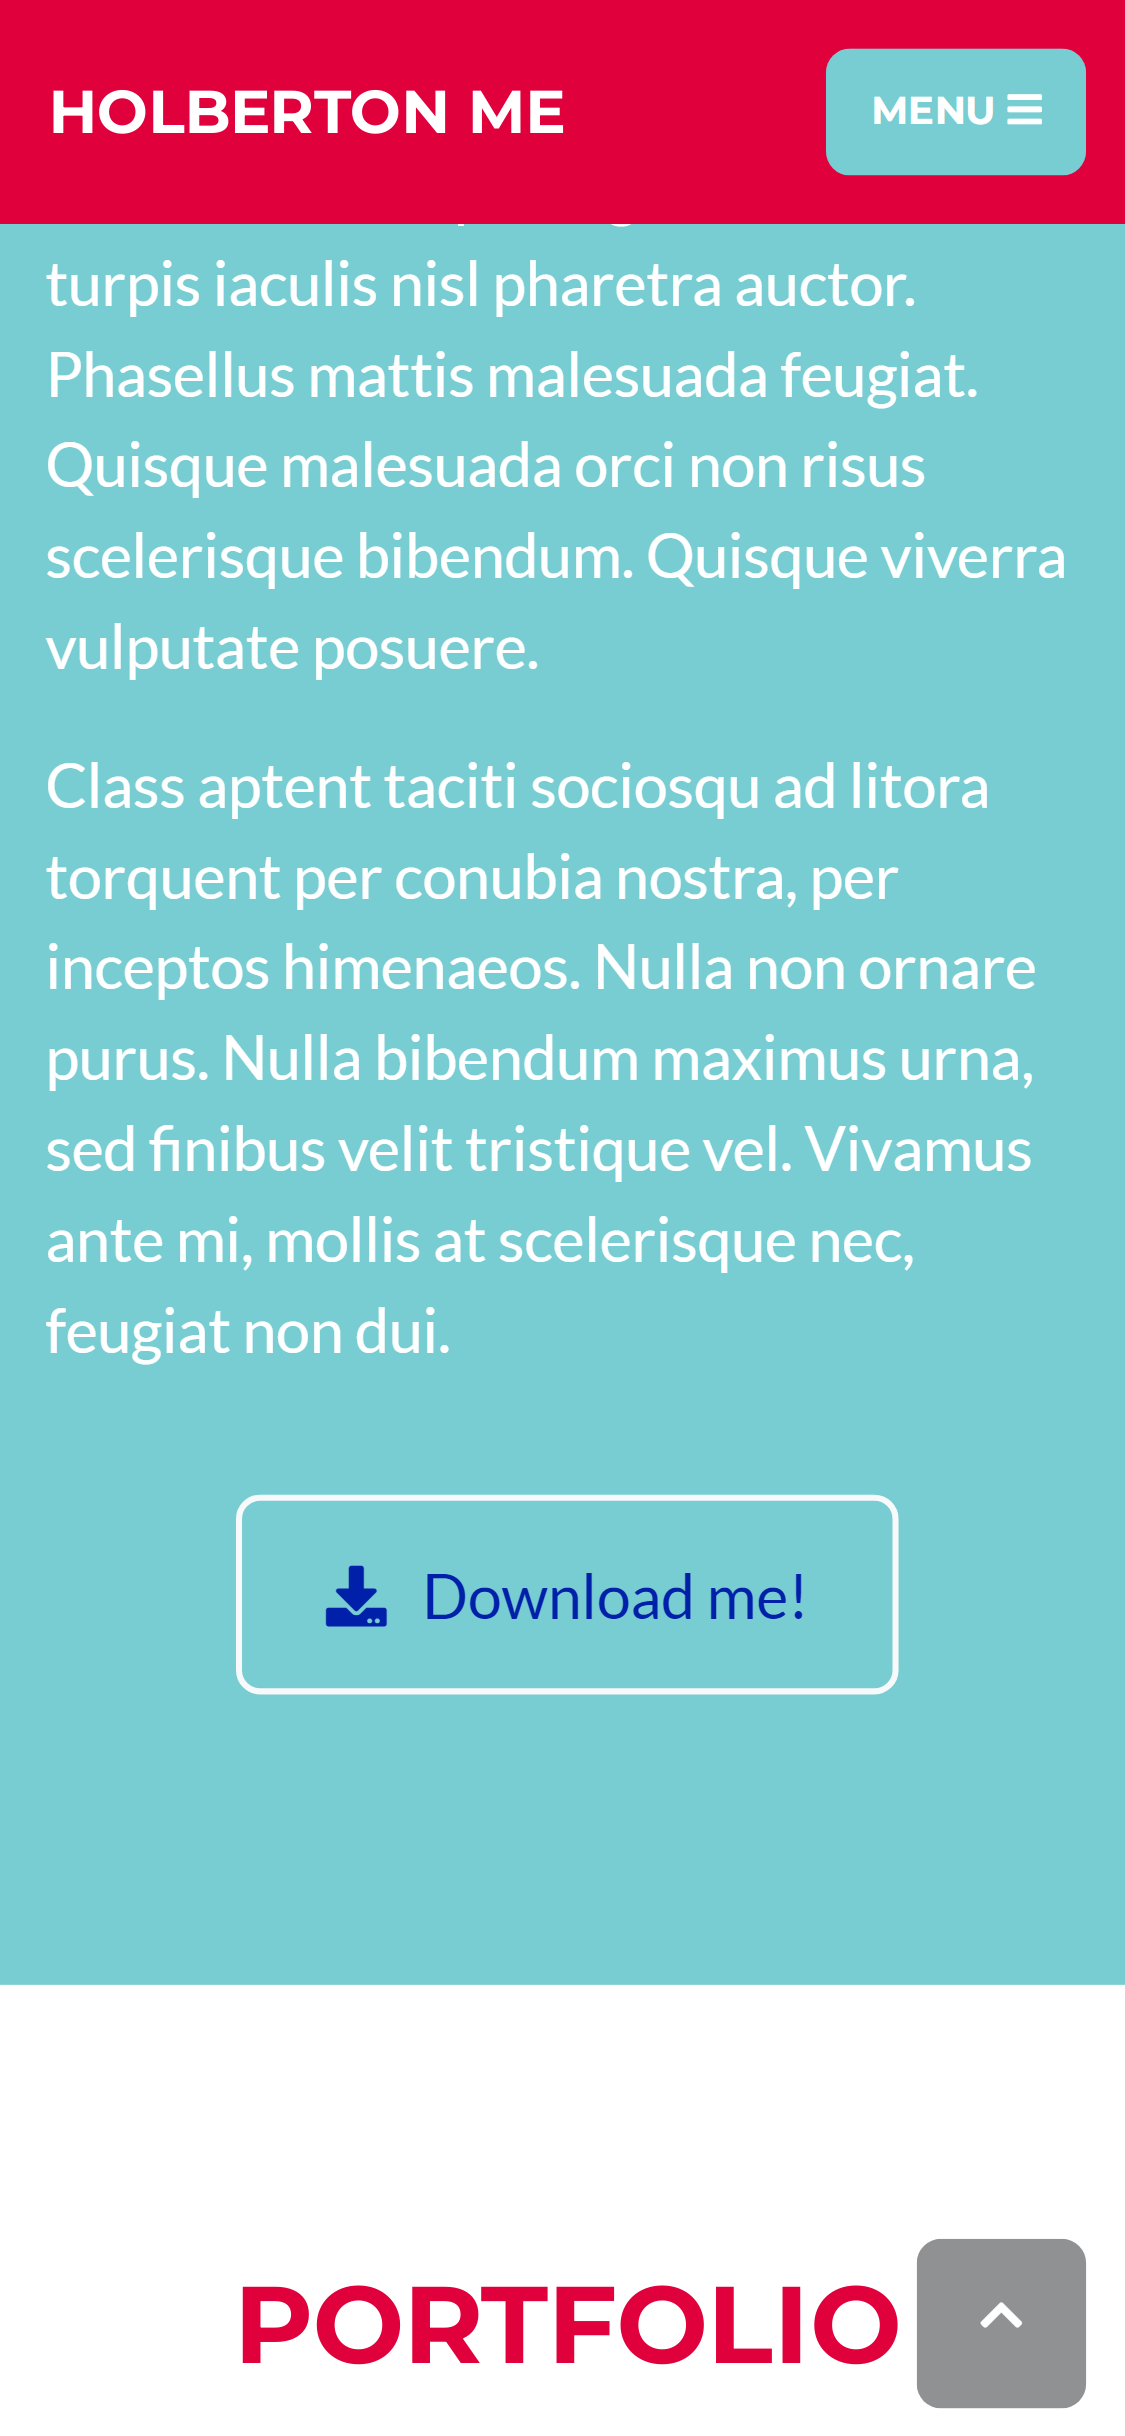 HOLBERTON ME
MENU
turpis iaculis nisl pharetra auctor.
Phasellus mattis malesuada feugiat.
Quisque malesuada orci non risus
scelerisque bibendum. Quisque viverra
vulputate posuere.
Class aptent taciti sociosqu ad litora
torquent per conubia nostra, per
inceptos himenaeos. Nulla non ornare
purus. Nulla bibendum maximus urna,
sed finibus velit tristique vel. Vivamus
ante mi, mollis at scelerisque nec,
feugiat non dui.
Download me!
PORTFOLIO